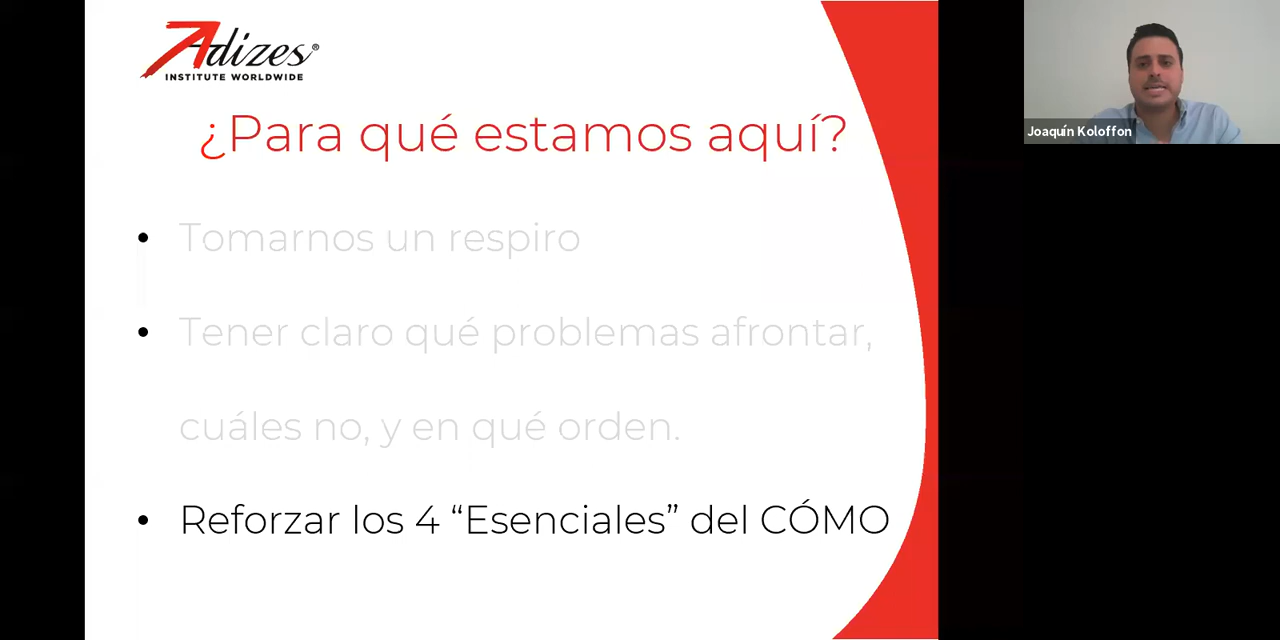 Adizes®
INSTITUTE WORLDWIDE
¿Para qué estamos aquí?
• Tomarnos un respiro
• Tener claro qué problemas afrontar,
cuáles no, y en qué orden.
• Reforzar los 4 “Esenciales” del CÓMO
Joaquín Koloffon